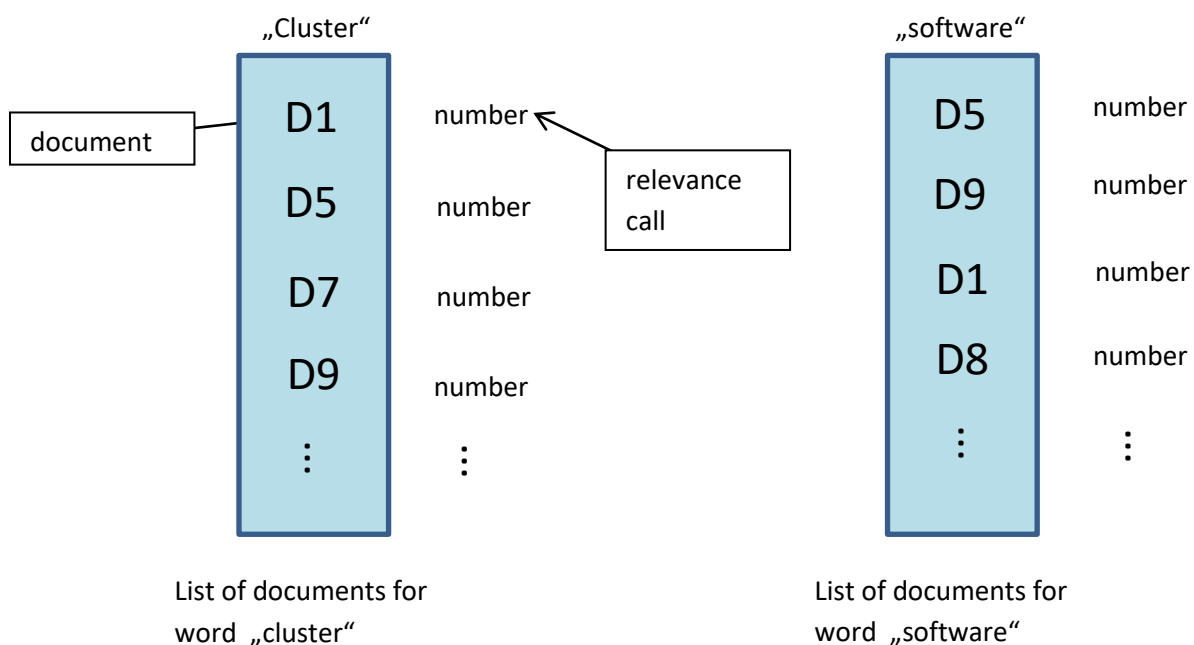 „Cluster“
document
D1 number
D5 number
D7 number
D9 number
⋮ ⋮
relevance
call
List of documents for
word „cluster“
„software“
D5 number
D9 number
D1 number
D8 number
⋮ ⋮
List of documents for
word „software“